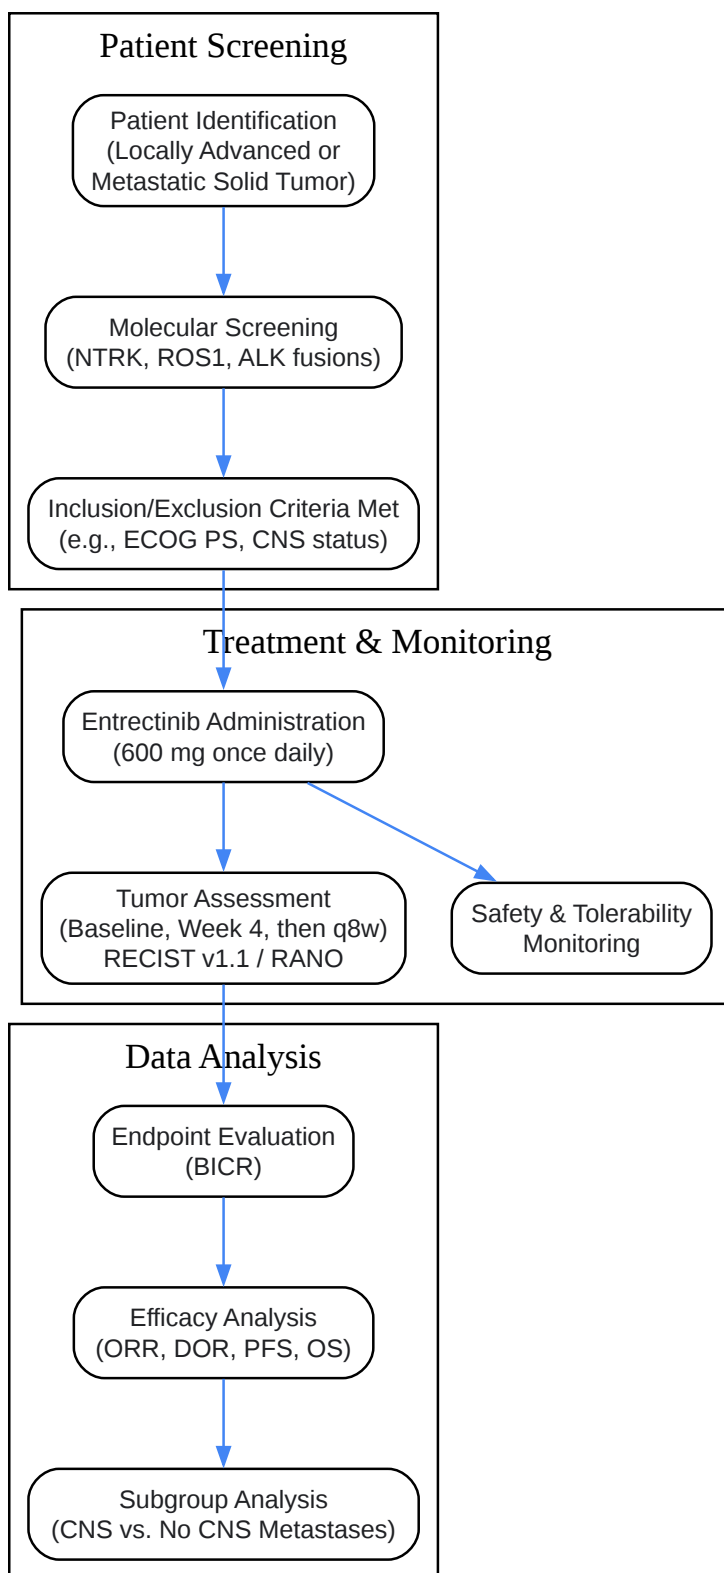 Patient Screening
Patient Identification
(Locally Advanced or
Metastatic Solid Tumor)
Molecular Screening
(NTRK, ROS1, ALK fusions)
Inclusion/Exclusion Criteria Met
(e.g., ECOG PS, CNS status)
Treatment & Monitoring
Entrectinib Administration
(600 mg once daily)
Tumor Assessment
(Baseline, Week 4, then q8w)
RECIST v1.1 / RANO
Safety & Tolerability
Monitoring
Data Analysis
Endpoint Evaluation
(BICR)
Efficacy Analysis
(ORR, DOR, PFS, OS)
Subgroup Analysis
(CNS vs. No CNS Metastases)